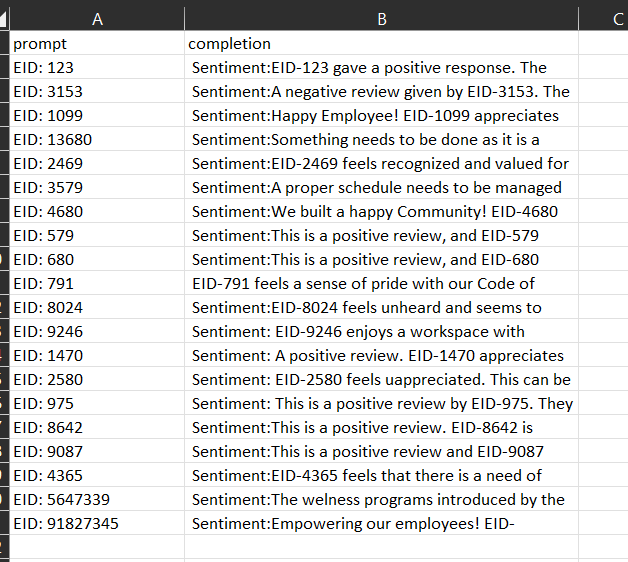 A B C
prompt completion
EID: 123 Sentiment:EID-123 gave a positive response. The
EID: 3153 Sentiment:A negative review given by EID-3153. The
EID: 1099 Sentiment:Happy Employee! EID-1099 appreciates
EID: 13680 Sentiment:Something needs to be done as it is a
EID: 2469 Sentiment:EID-2469 feels recognized and valued for
EID: 3579 Sentiment:A proper schedule needs to be managed
EID: 4680 Sentiment:We built a happy Community! EID-4680
EID: 579 Sentiment:This is a positive review, and EID-579
EID: 680 Sentiment:This is a positive review, and EID-680
EID: 791 EID-791 feels a sense of pride with our Code of
EID: 8024 Sentiment:EID-8024 feels unheard and seems to
EID: 9246 Sentiment: EID-9246 enjoys a workspace with
EID: 1470 Sentiment: A positive review. EID-1470 appreciates
EID: 2580 Sentiment: EID-2580 feels uappreciated. This can be
EID: 975 Sentiment: This is a positive review by EID-975. They
EID: 8642 Sentiment:This is a positive review. EID-8642 is
EID: 9087 Sentiment:This is a positive review and EID-9087
EID: 4365 Sentiment:EID-4365 feels that there is a need of
EID: 5647339 Sentiment:The welness programs introduced by the
EID: 91827345 Sentiment:Empowering our employees! EID-